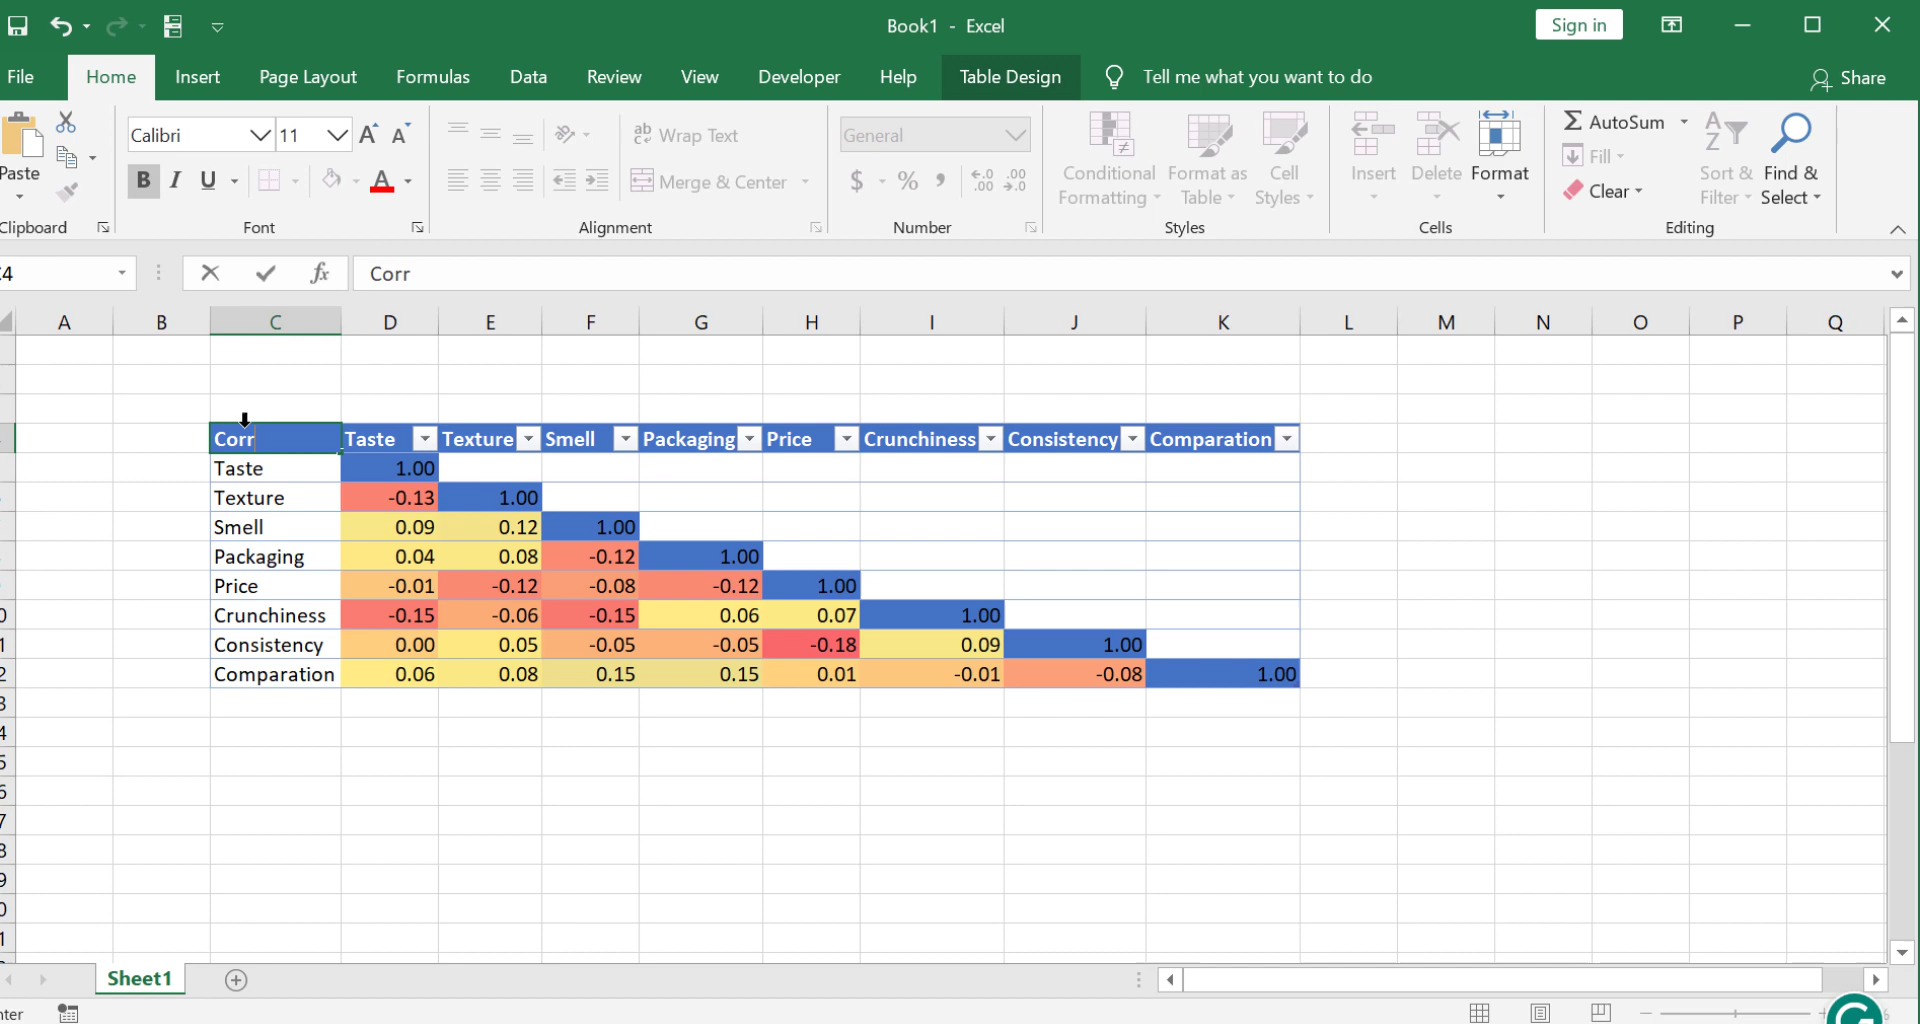 Book1 - Excel
Sign in
File Home Insert Page Layout Formulas Data Review View Developer Help Table Design Tell me what you want to do Share
Calibri 11 A A ab Wrap Text General AutoSum A Z
Paste B I U A Merge & Center $ % , .00 .00 Conditional Formatting Format as Table Cell Styles Insert Delete Format Fill Clear Sort & Filter Find & Select
Clipboard Font Alignment Number Styles Cells Editing
fx Corr
A B C D E F G H I J K L M N O P Q
Corr Taste Texture Smell Packaging Price Crunchiness Consistency Comparation
Taste 1.00
Texture -0.13 1.00
Smell 0.09 0.12 1.00
Packaging 0.04 0.08 -0.12 1.00
Price -0.01 -0.12 -0.08 -0.12 1.00
Crunchiness -0.15 -0.06 -0.15 0.06 0.07 1.00
Consistency 0.00 0.05 -0.05 -0.05 -0.18 0.09 1.00
Comparation 0.06 0.08 0.15 0.15 0.01 -0.01 -0.08 1.00
Sheet1